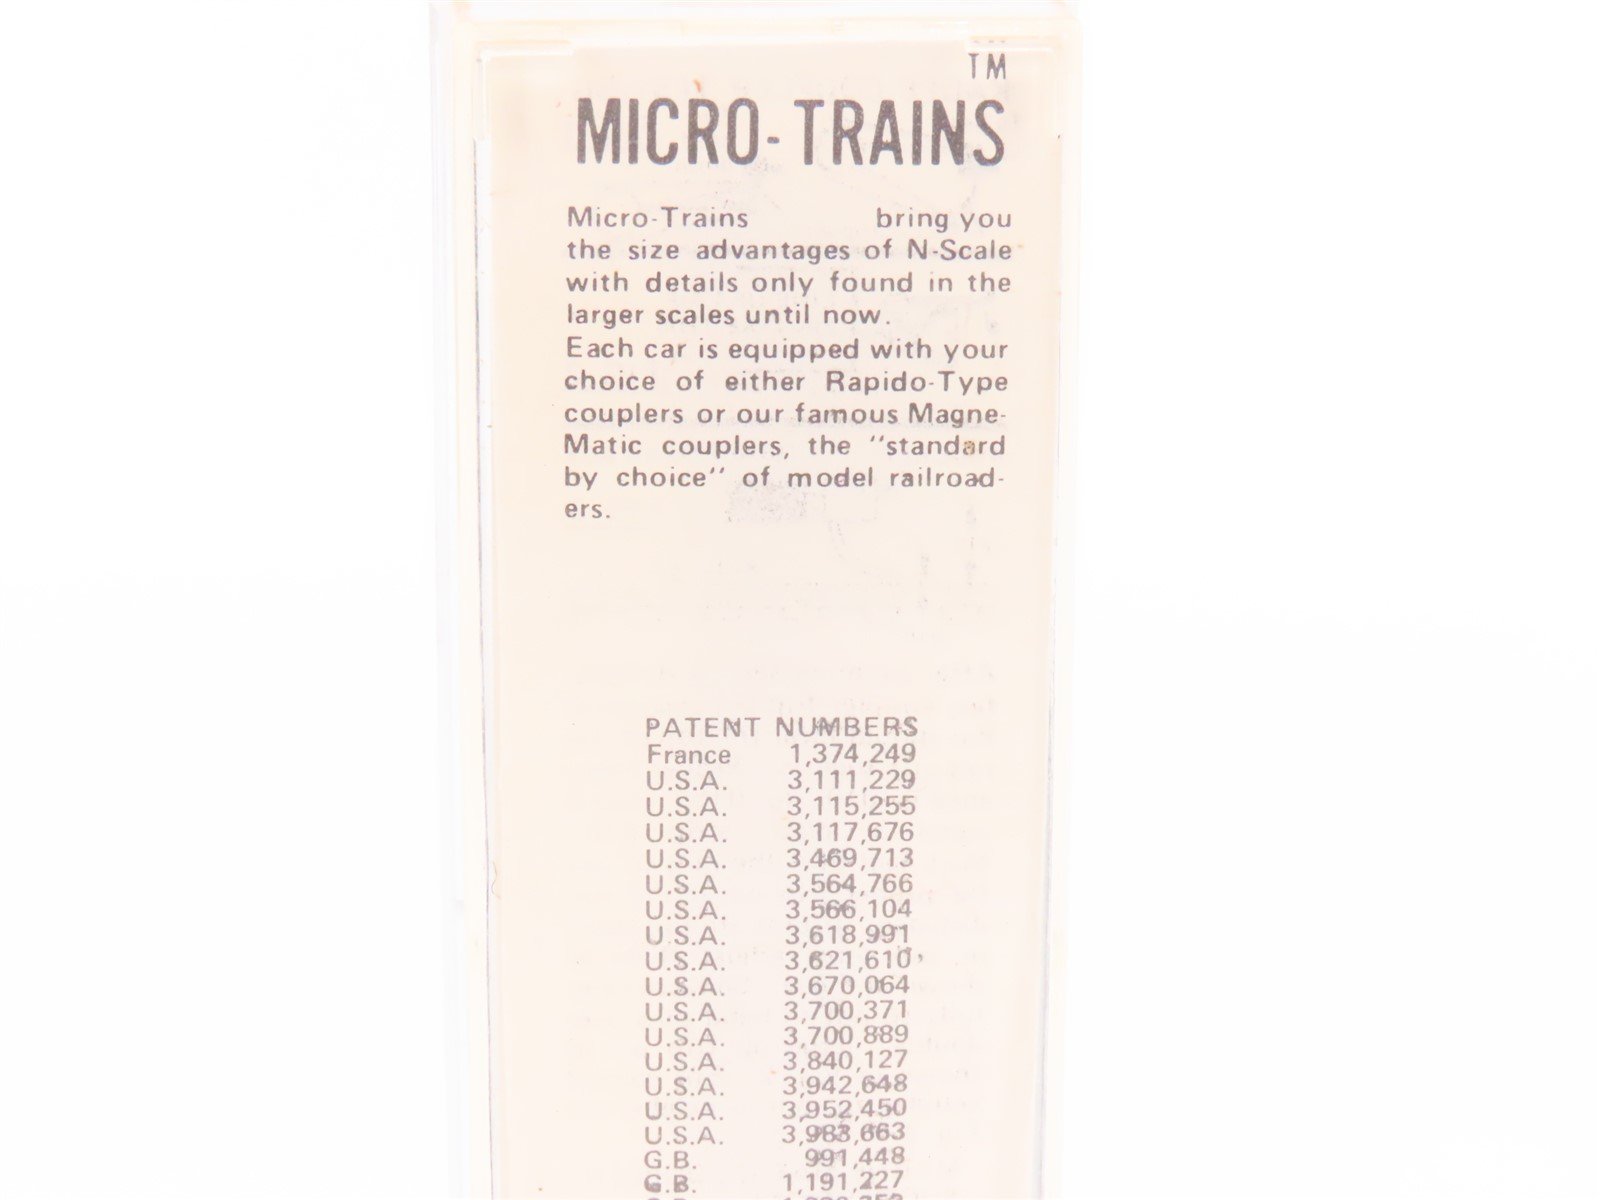 TM
MICRO-TRAINS
Micro-Trains bring you
the size advantages of N-Scale
with details only found in the
larger scales until now.
Each car is equipped with your
choice of either Rapido-Type
couplers or our famous Magne-
Matic couplers, the "standard
by choice" of model railroad-
ers.
PATENT NUMBERS
France 1,374,249
U.S.A. 3,111,229
U.S.A. 3,115,255
U.S.A. 3,117,676
U.S.A. 3,469,713
U.S.A. 3,564,766
U.S.A. 3,566,104
U.S.A. 3,618,991
U.S.A. 3,621,610
U.S.A. 3,670,064
U.S.A. 3,700,371
U.S.A. 3,700,889
U.S.A. 3,840,127
U.S.A. 3,942,648
U.S.A. 3,952,450
U.S.A. 3,983,663
G.B. 991,448
G.B. 1,191,227